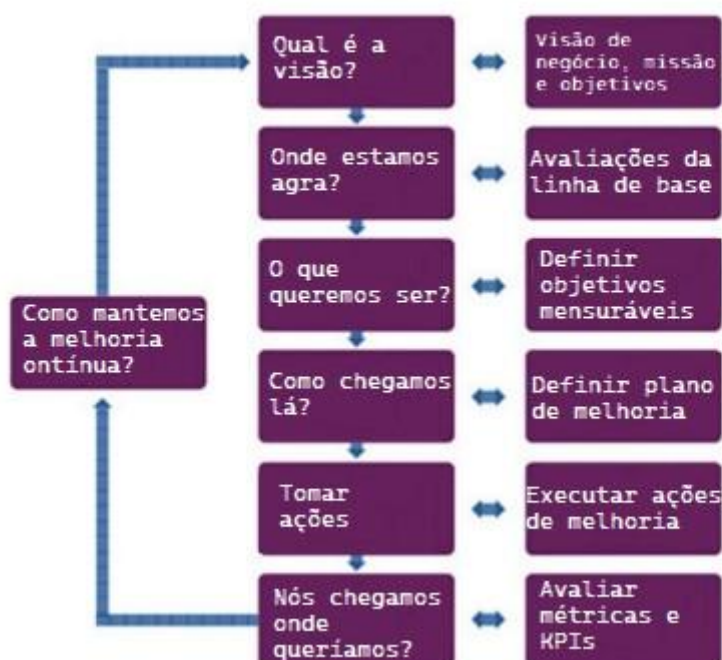 Qual é a
visão?
Visão de
negócio, missão
e objetivos
Onde estamos
agra?
Avaliações da
linha de base
O que
queremos ser?
Definir
objetivos
mensuráveis
Como mantemos
a melhoria
ontínua?
Como chegamos
lá?
Definir plano
de melhoria
Tomar
ações
Executar ações
de melhoria
Nós chegamos
onde
queríamos?
Avaliar
métricas e
KPIs